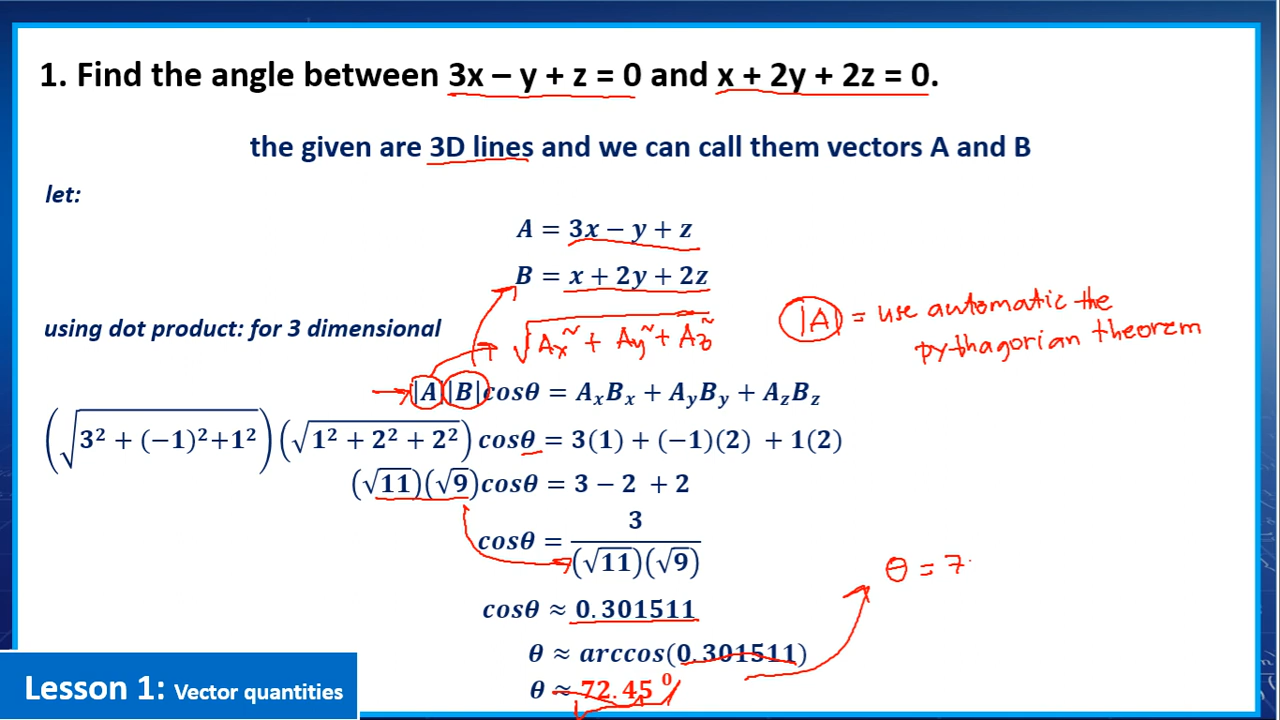 1. Find the angle between 3x – y + z = 0 and x + 2y + 2z = 0.
the given are 3D lines and we can call them vectors A and B
let:
A = 3x − y + z
B = x + 2y + 2z
using dot product: for 3 dimensional
√(Ax² + Ay² + Az²)
|A| = use automatic the
pythagorian theorem
|A||B|cosθ = AₓBₓ + AyBy + AzBz
(√(3² + (−1)²+1²))(√(1² + 2² + 2²)) cosθ = 3(1) + (−1)(2) + 1(2)
(√11)(√9)cosθ = 3 − 2 + 2
cosθ = 3/((√11)(√9))
θ = 7
cosθ ≈ 0.301511
θ ≈ arccos(0.301511)
θ ≈ 72.45⁰
Lesson 1: Vector quantities